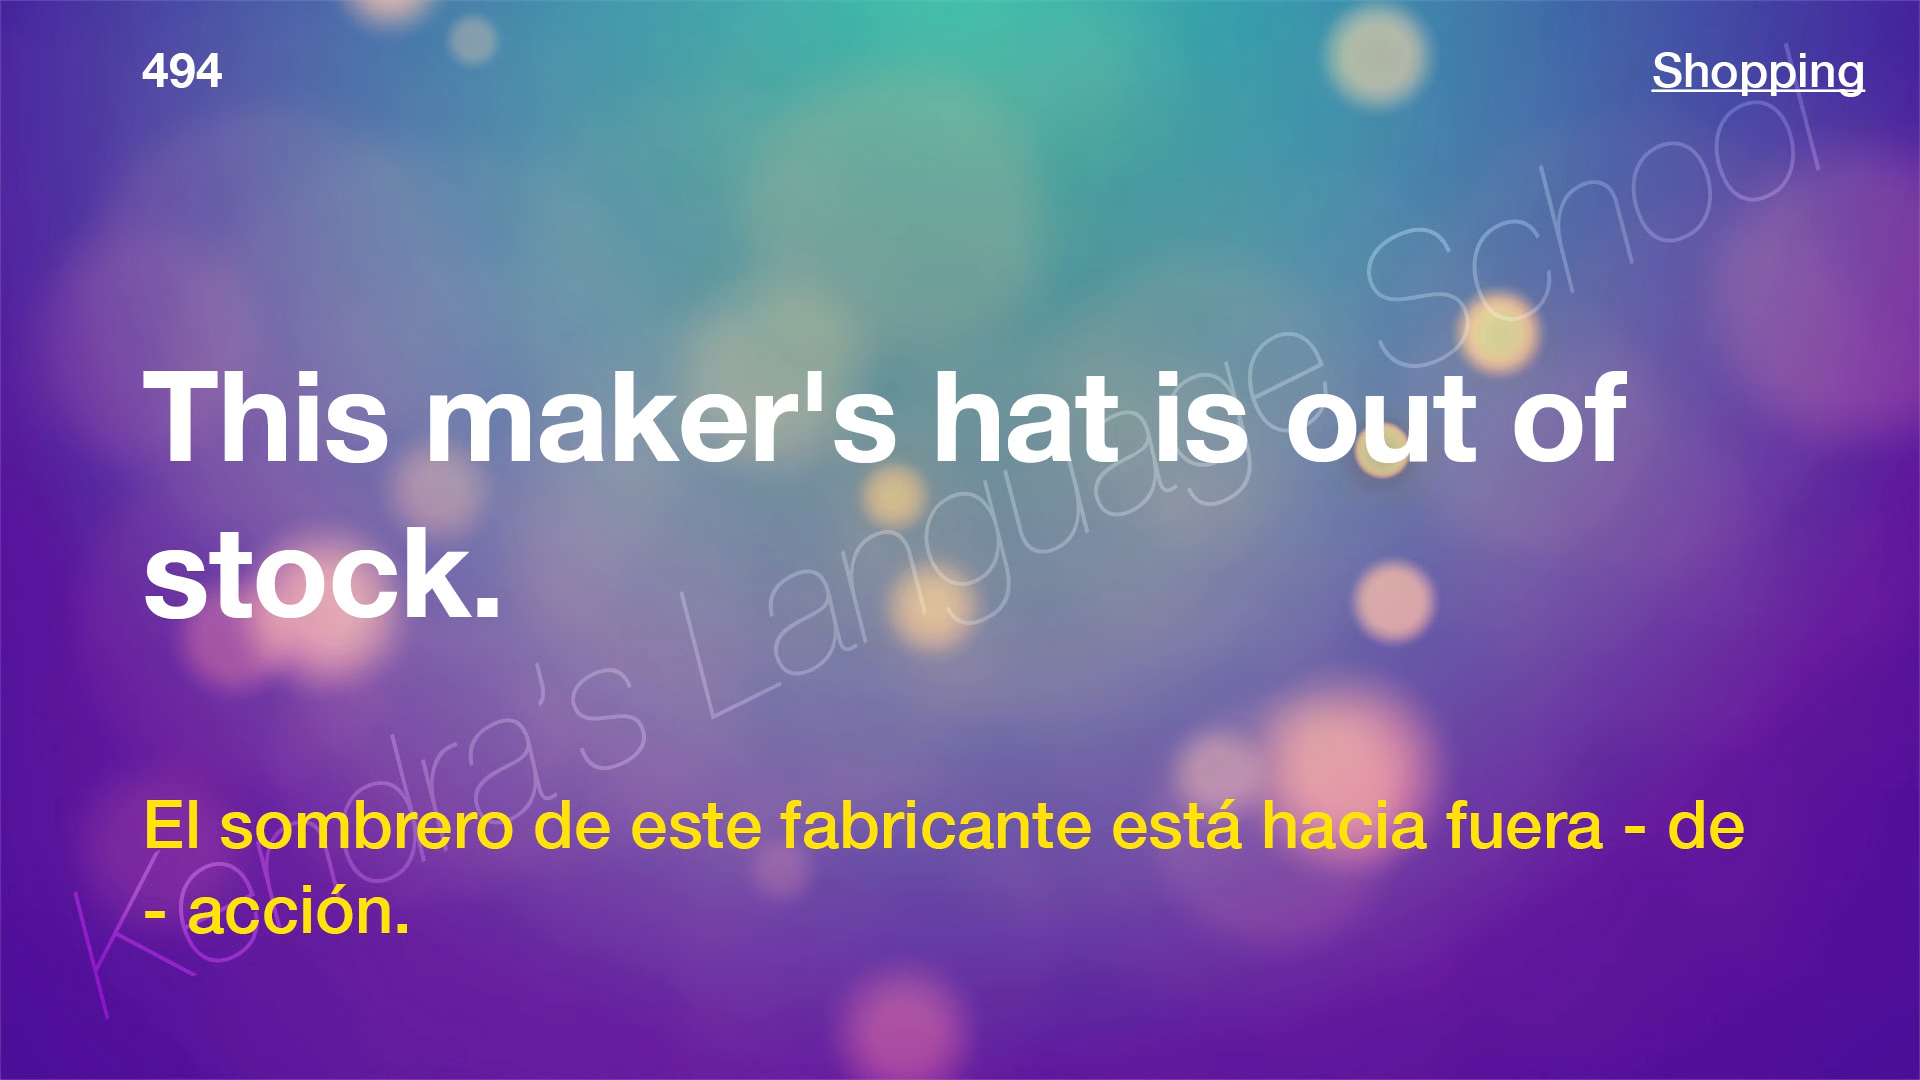 494
Shopping
This maker's hat is out of
stock.
El sombrero de este fabricante está hacia fuera - de
- acción.
Kendra's Language School